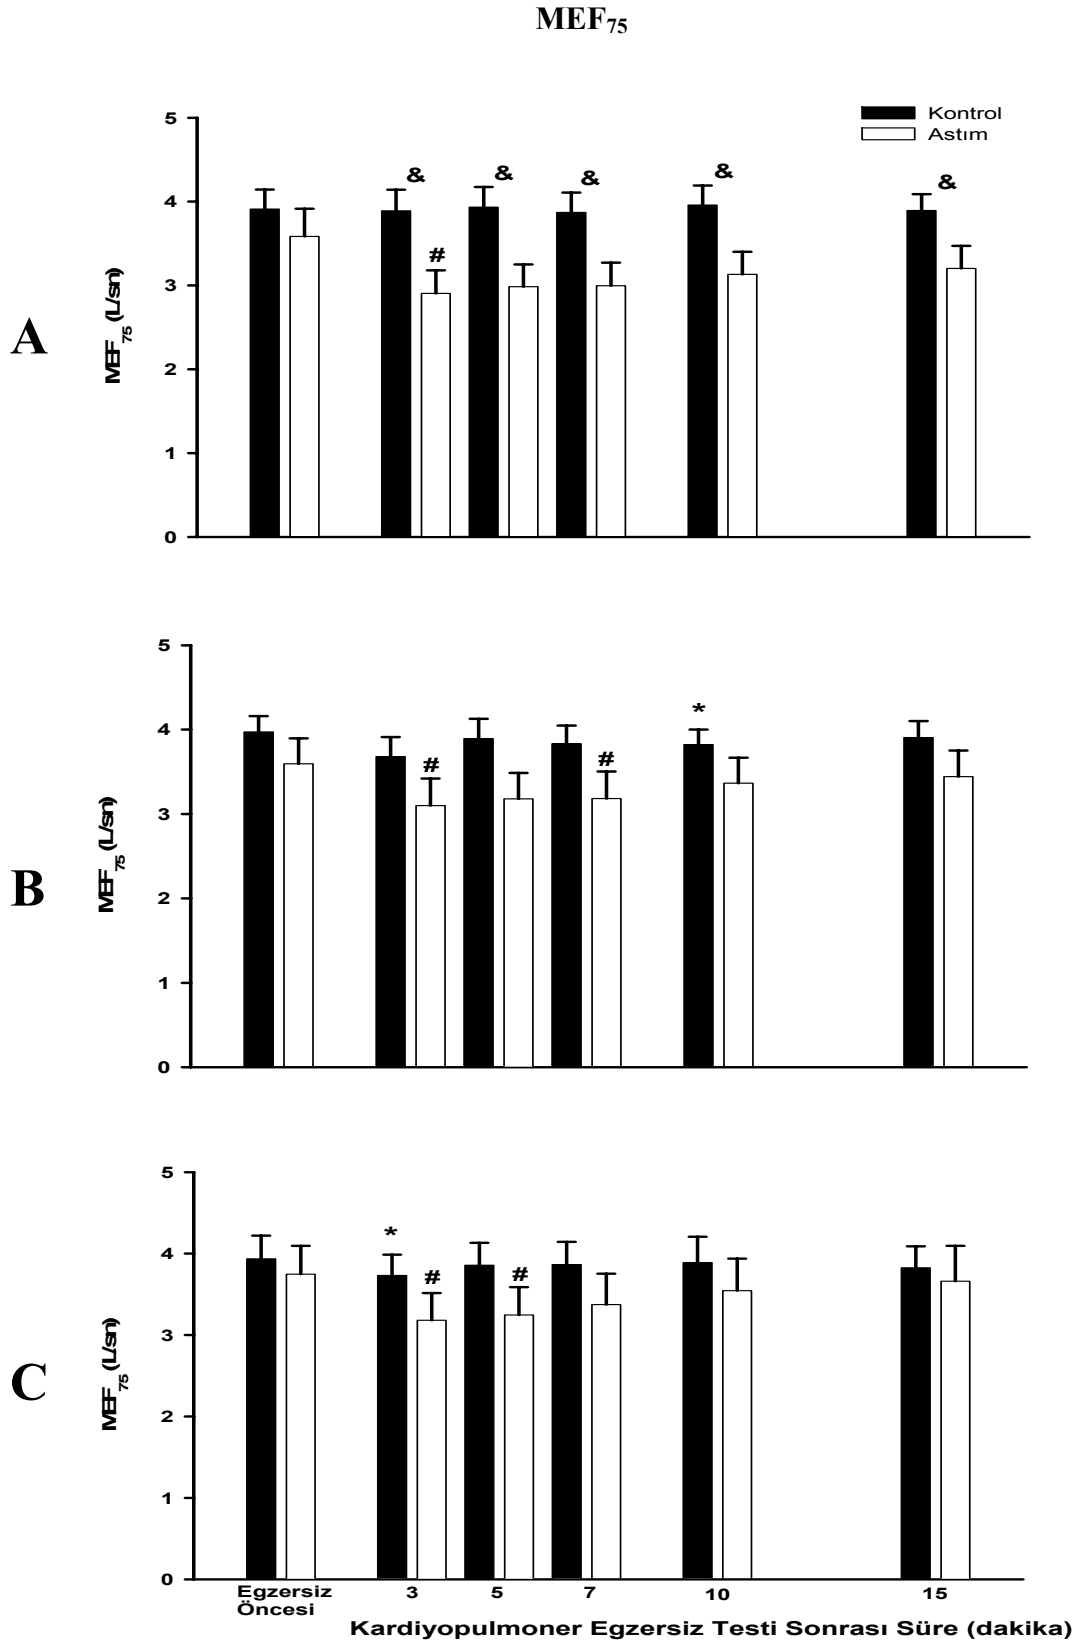 MEF75
Kontrol
Astım
5
& & & & &
4
#
3
2
1
0
MEF75 (L/sn)
A
5
*
4
# #
3
2
1
0
MEF75 (L/sn)
B
5
*
4
# #
3
2
1
0
MEF75 (L/sn)
C
Egzersiz 3 5 7 10 15
Öncesi
Kardiyopulmoner Egzersiz Testi Sonrası Süre (dakika)